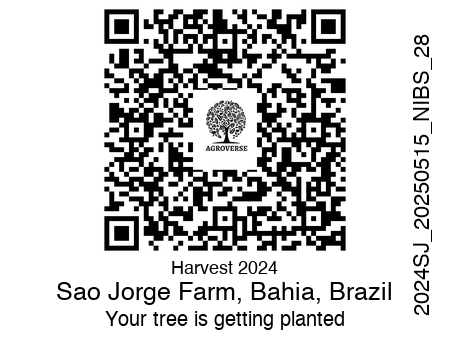 AGROVERSE
Harvest 2024
Sao Jorge Farm, Bahia, Brazil
Your tree is getting planted
2024SJ_20250515_NIBS_28